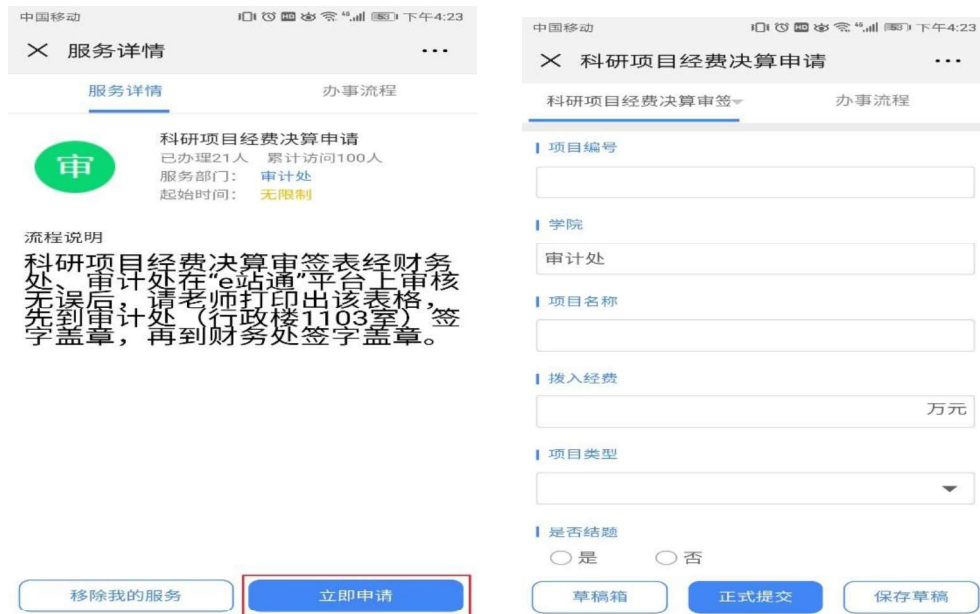 中国移动 HD 46 53 下午4:23
× 服务详情 ...
服务详情 办事流程
审
科研项目经费决算申请
已办理21人 累计访问100人
服务部门: 审计处
起始时间: 无限制
流程说明
科研项目经费决算审签表经财务
处、审计处在“e站通”平台上审核
无误后,请老师打印出该表格,
先到审计处(行政楼1103室)签
字盖章,再到财务处签字盖章。
移除我的服务 立即申请
中国移动 HD 46 53 下午4:23
× 科研项目经费决算申请 ...
科研项目经费决算审签 办事流程
项目编号
学院
审计处
项目名称
拨入经费
万元
项目类型
是否结题
是 否
草稿箱 正式提交 保存草稿